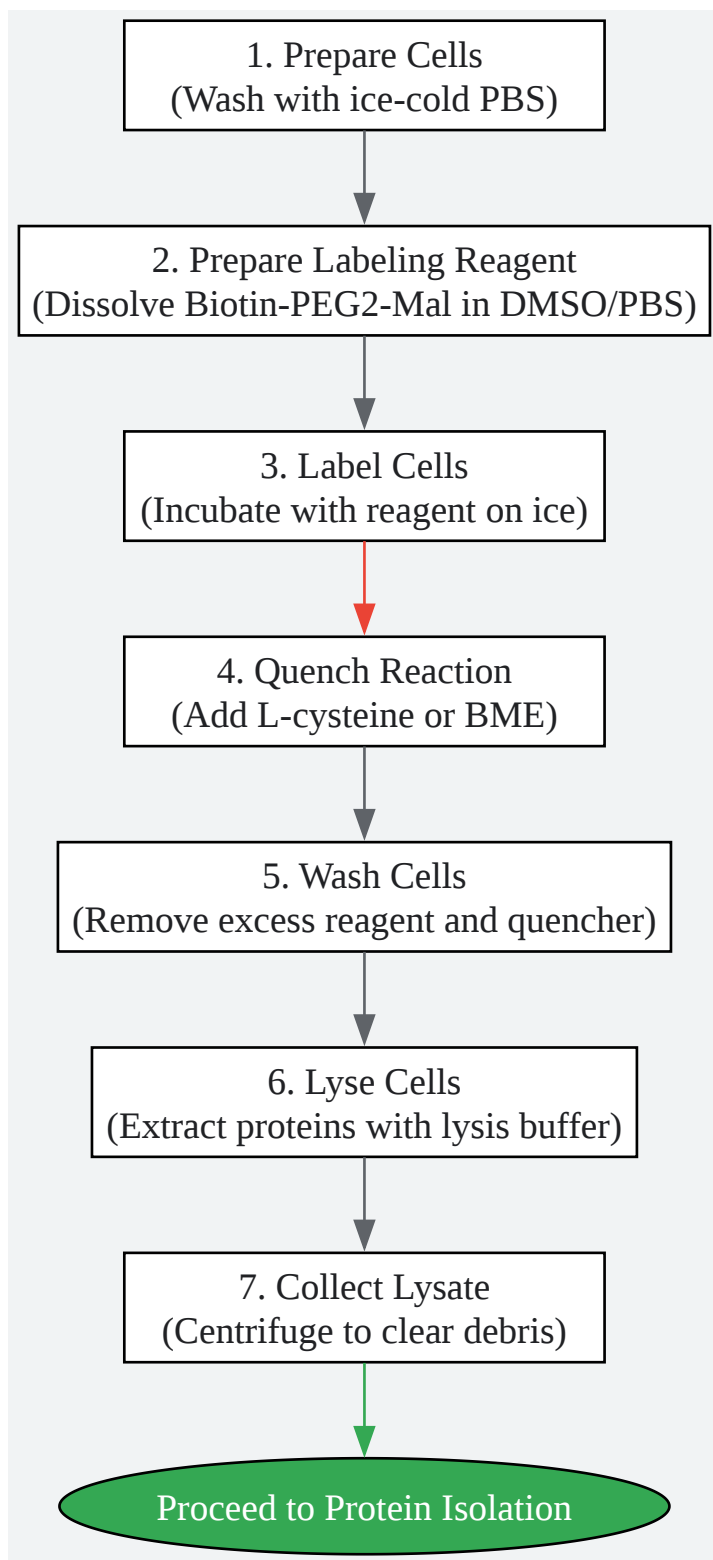 1. Prepare Cells
(Wash with ice-cold PBS)
2. Prepare Labeling Reagent
(Dissolve Biotin-PEG2-Mal in DMSO/PBS)
3. Label Cells
(Incubate with reagent on ice)
4. Quench Reaction
(Add L-cysteine or BME)
5. Wash Cells
(Remove excess reagent and quencher)
6. Lyse Cells
(Extract proteins with lysis buffer)
7. Collect Lysate
(Centrifuge to clear debris)
Proceed to Protein Isolation